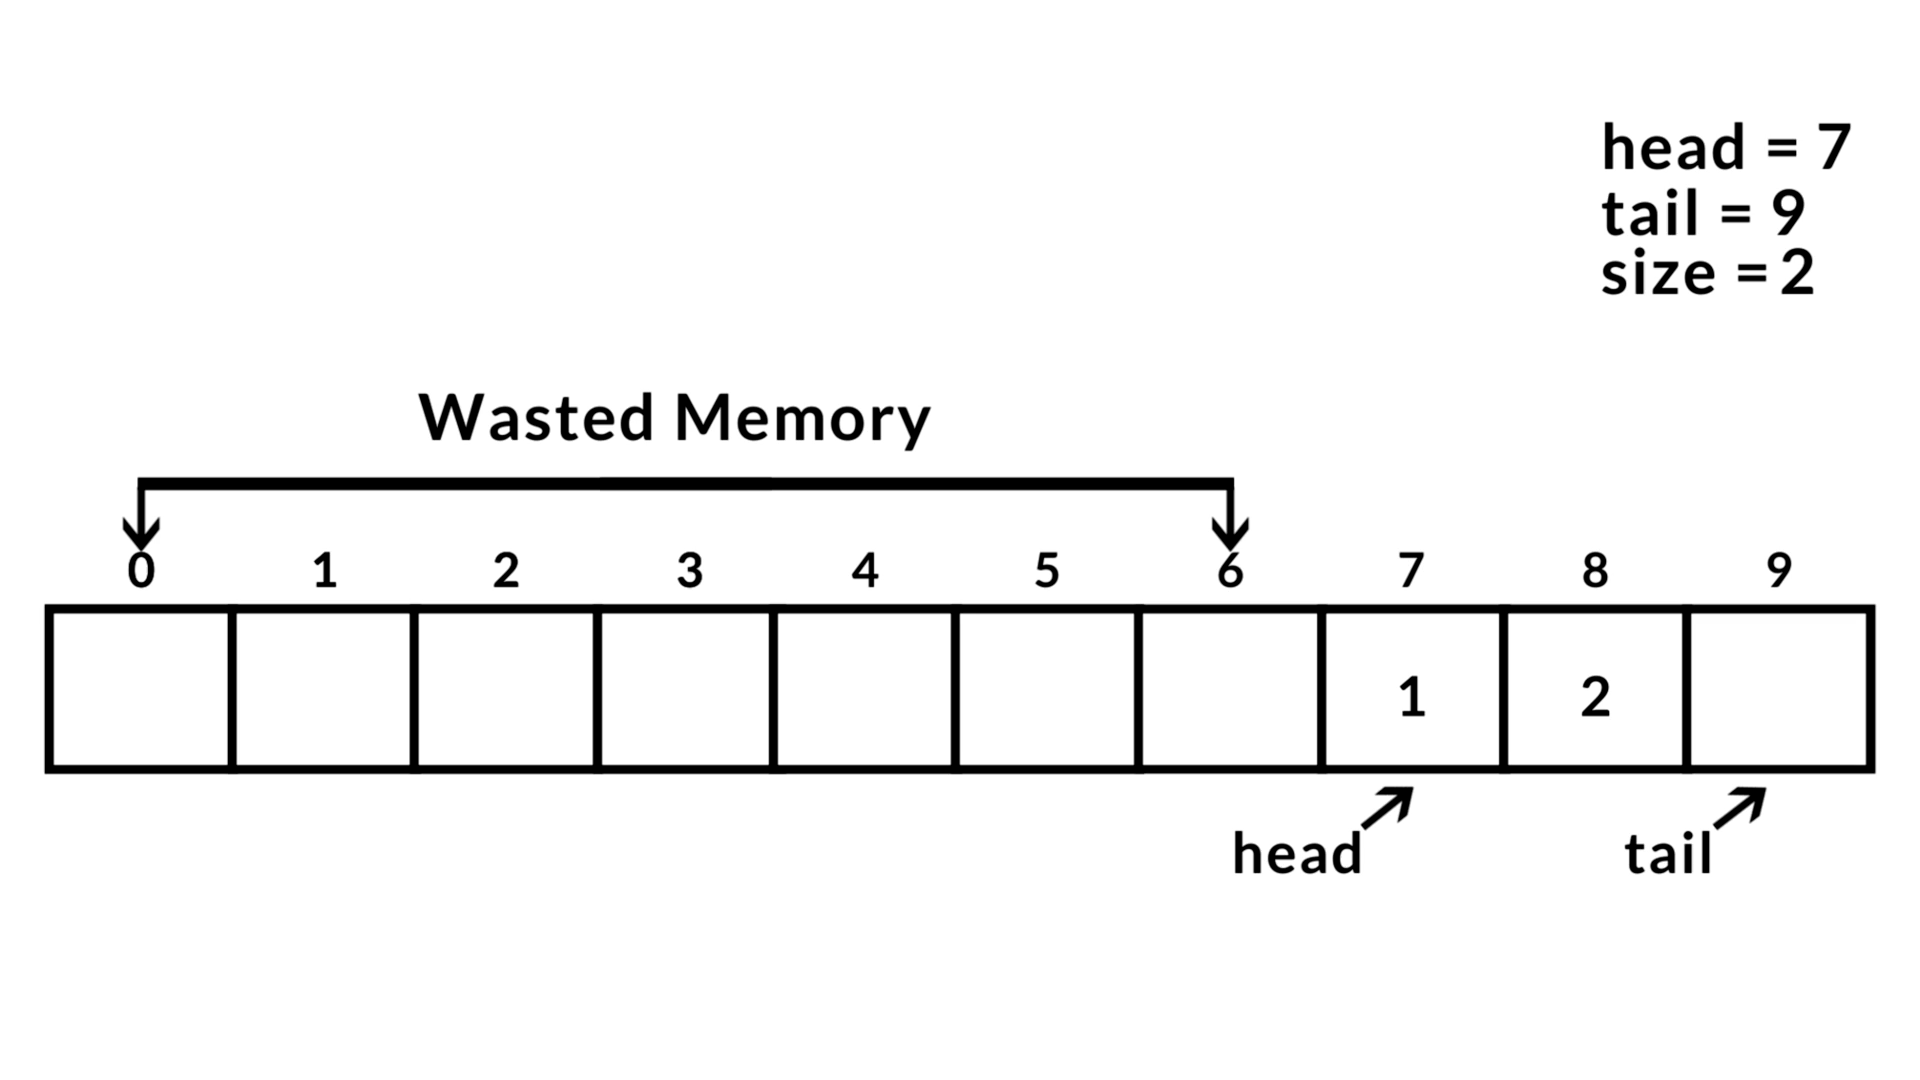 head = 7
tail = 9
size = 2
Wasted Memory
0 1 2 3 4 5 6 7 8 9
1 2
head tail